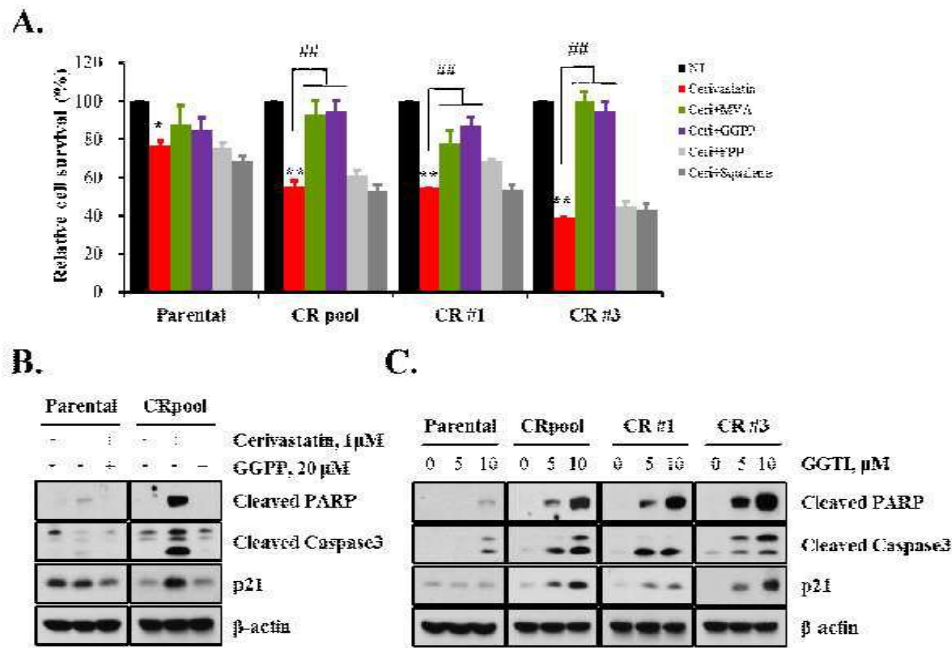 A.
Relative cell survival (%)
120
100
80
60
40
20
0
*
**
##
**
##
**
##
Parental
CR pool
CR #1
CR #3
NT
Cerivastatin
Ceri+MVA
Ceri+GGPP
Ceri+FPP
Ceri+Squalene
B.
Parental CRpool
Cerivastatin, 1μM
GGPP, 20 μM
Cleaved PARP
Cleaved Caspase3
p21
β-actin
C.
Parental CRpool CR #1 CR #3
0 5 10 0 5 10 0 5 10 0 5 10 GGTI, μM
Cleaved PARP
Cleaved Caspase3
p21
β actin